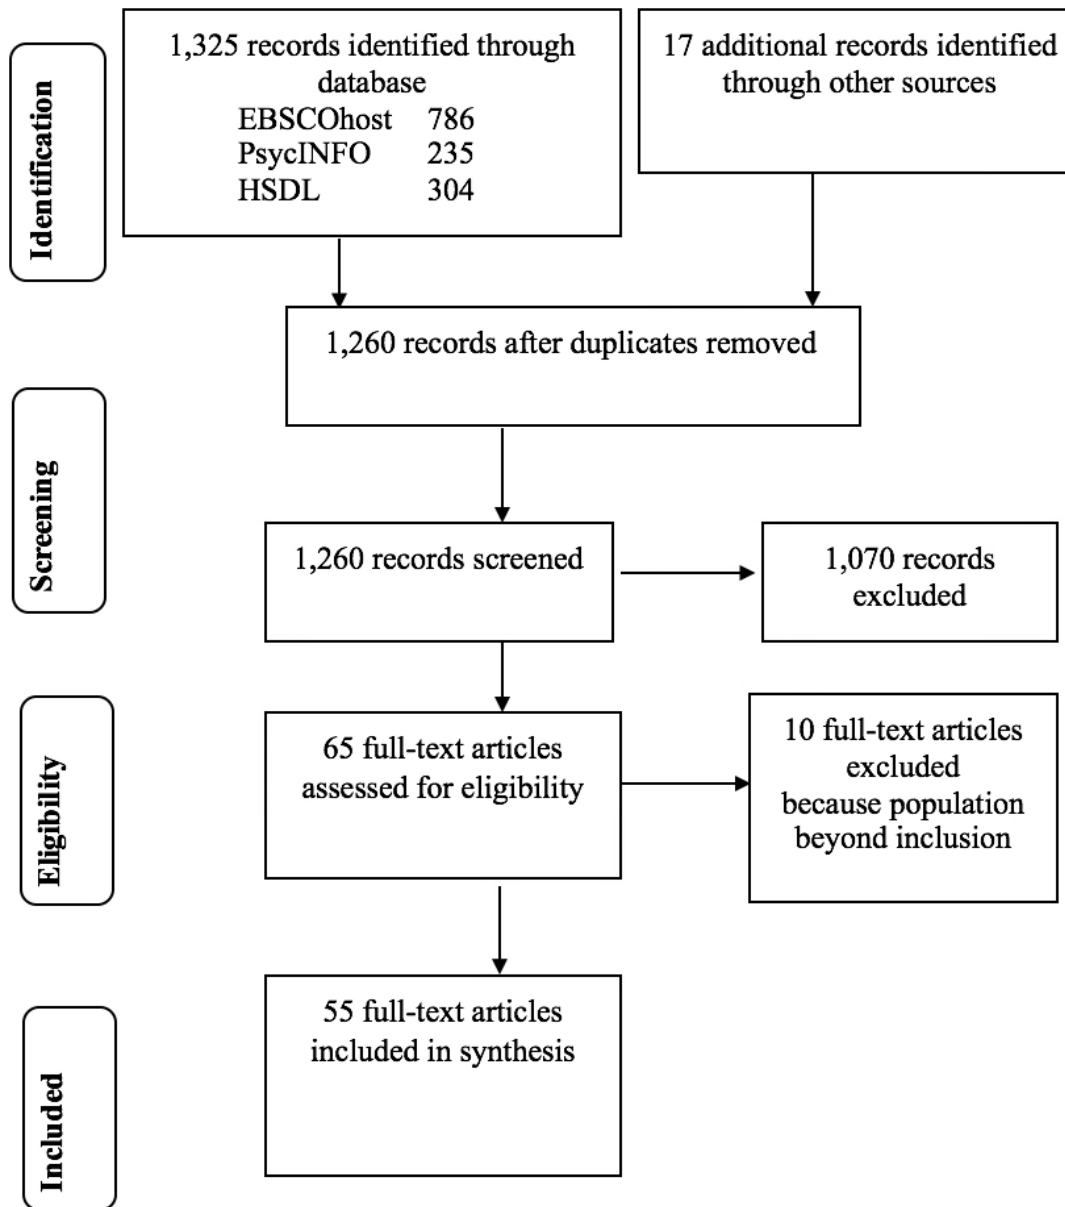 1,325 records identified through
database
EBSCOhost 786
PsycINFO 235
HSDL 304
17 additional records identified
through other sources
Identification
1,260 records after duplicates removed
Screening
1,260 records screened
1,070 records
excluded
Eligibility
65 full-text articles
assessed for eligibility
10 full-text articles
excluded
because population
beyond inclusion
Included
55 full-text articles
included in synthesis